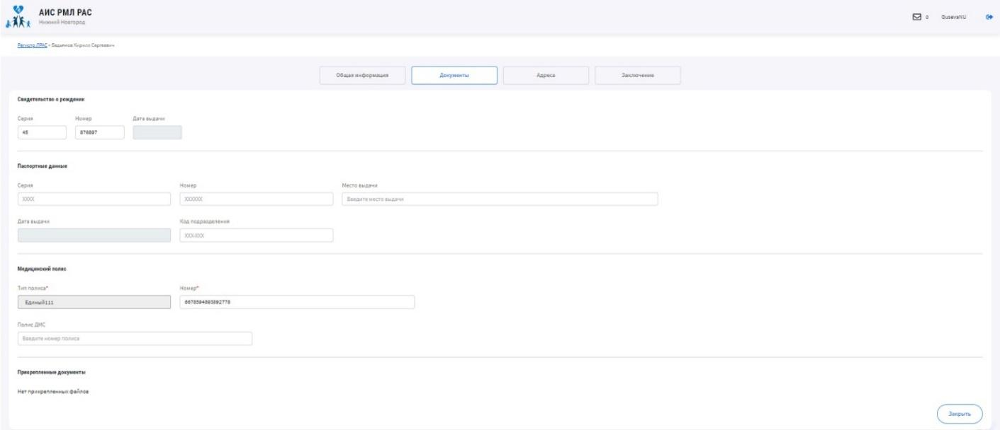 АИС РМЛ РАС
Нижний Новгород
0 GusevaNU
Регистр ЛРАС Кирилл Сергеевич
Общая информация Документы Адреса Заключение
Свидетельство о рождении
Серия Номер Дата выдачи
45 876897
Паспортные данные
Серия Номер Место выдачи
XXXX XXXXXX Введите место выдачи
Дата выдачи Код подразделения
XXX-XXX
Медицинский полис
Тип полиса* Номер*
Единый111 6678594893892778
Полис ДМС
Введите номер полиса
Прикрепленные документы
Нет прикрепленных файлов
Закрыть